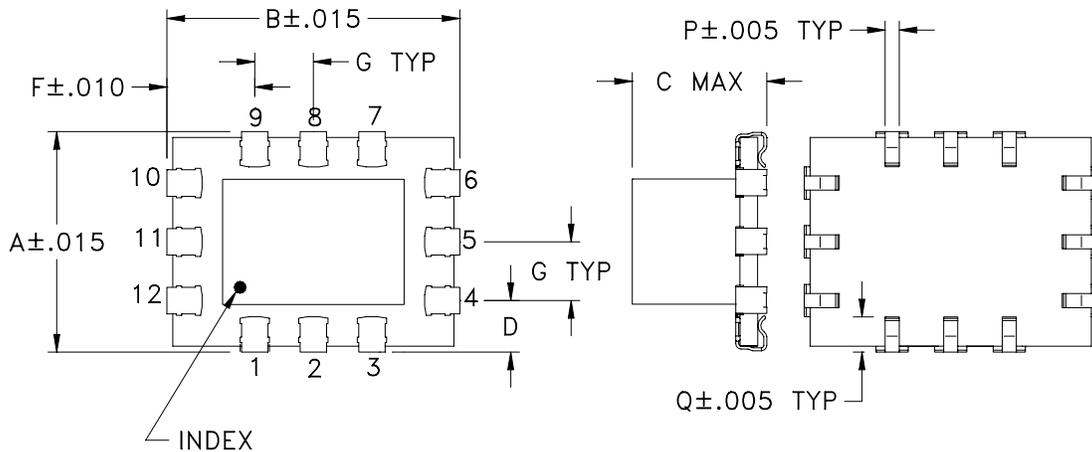 B±.015
P±.005 TYP
G TYP
C MAX
F±.010
9 8 7
10 6
A±.015
11 5
G TYP
12 4
D
1 2 3
Q±.005 TYP
INDEX